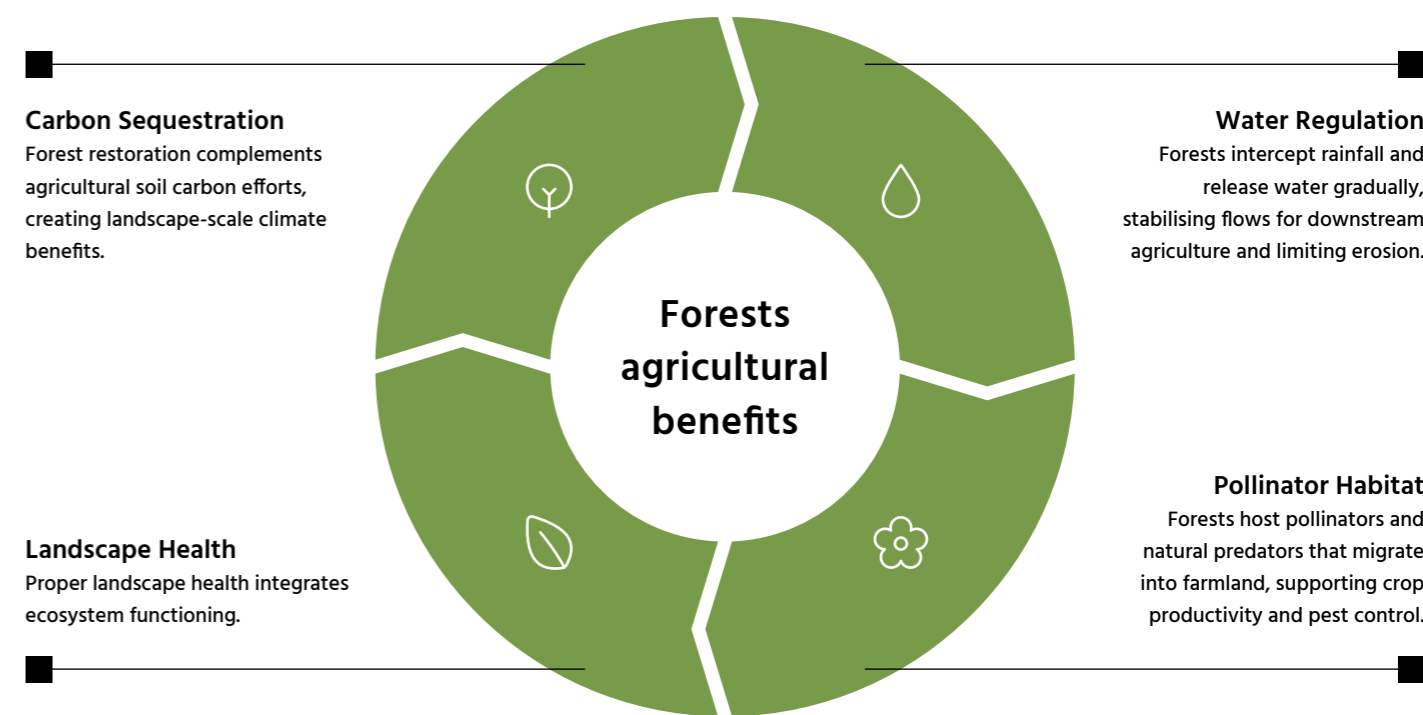 Carbon Sequestration
Forest restoration complements
agricultural soil carbon efforts,
creating landscape-scale climate
benefits.
Water Regulation
Forests intercept rainfall and
release water gradually,
stabilising flows for downstream
agriculture and limiting erosion.
Forests
agricultural
benefits
Landscape Health
Proper landscape health integrates
ecosystem functioning.
Pollinator Habitat
Forests host pollinators and
natural predators that migrate
into farmland, supporting crop
productivity and pest control.